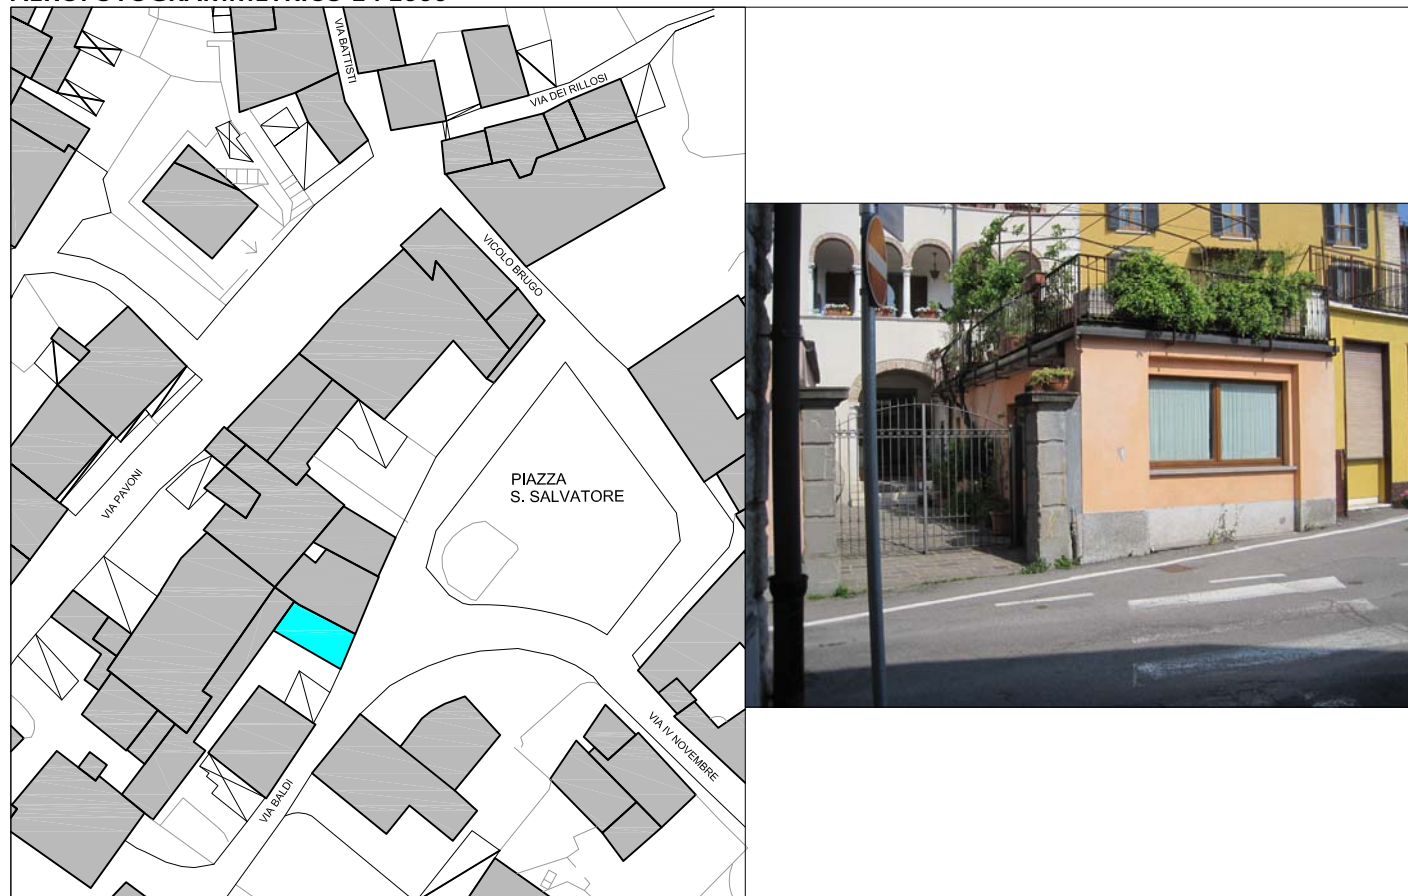 VIA BATTISTI
VIA DEI RILLOSI
VICOLO BRUGO
PIAZZA
S. SALVATORE
VIA PAVONI
VIA IV NOVEMBRE
VIA BALDI